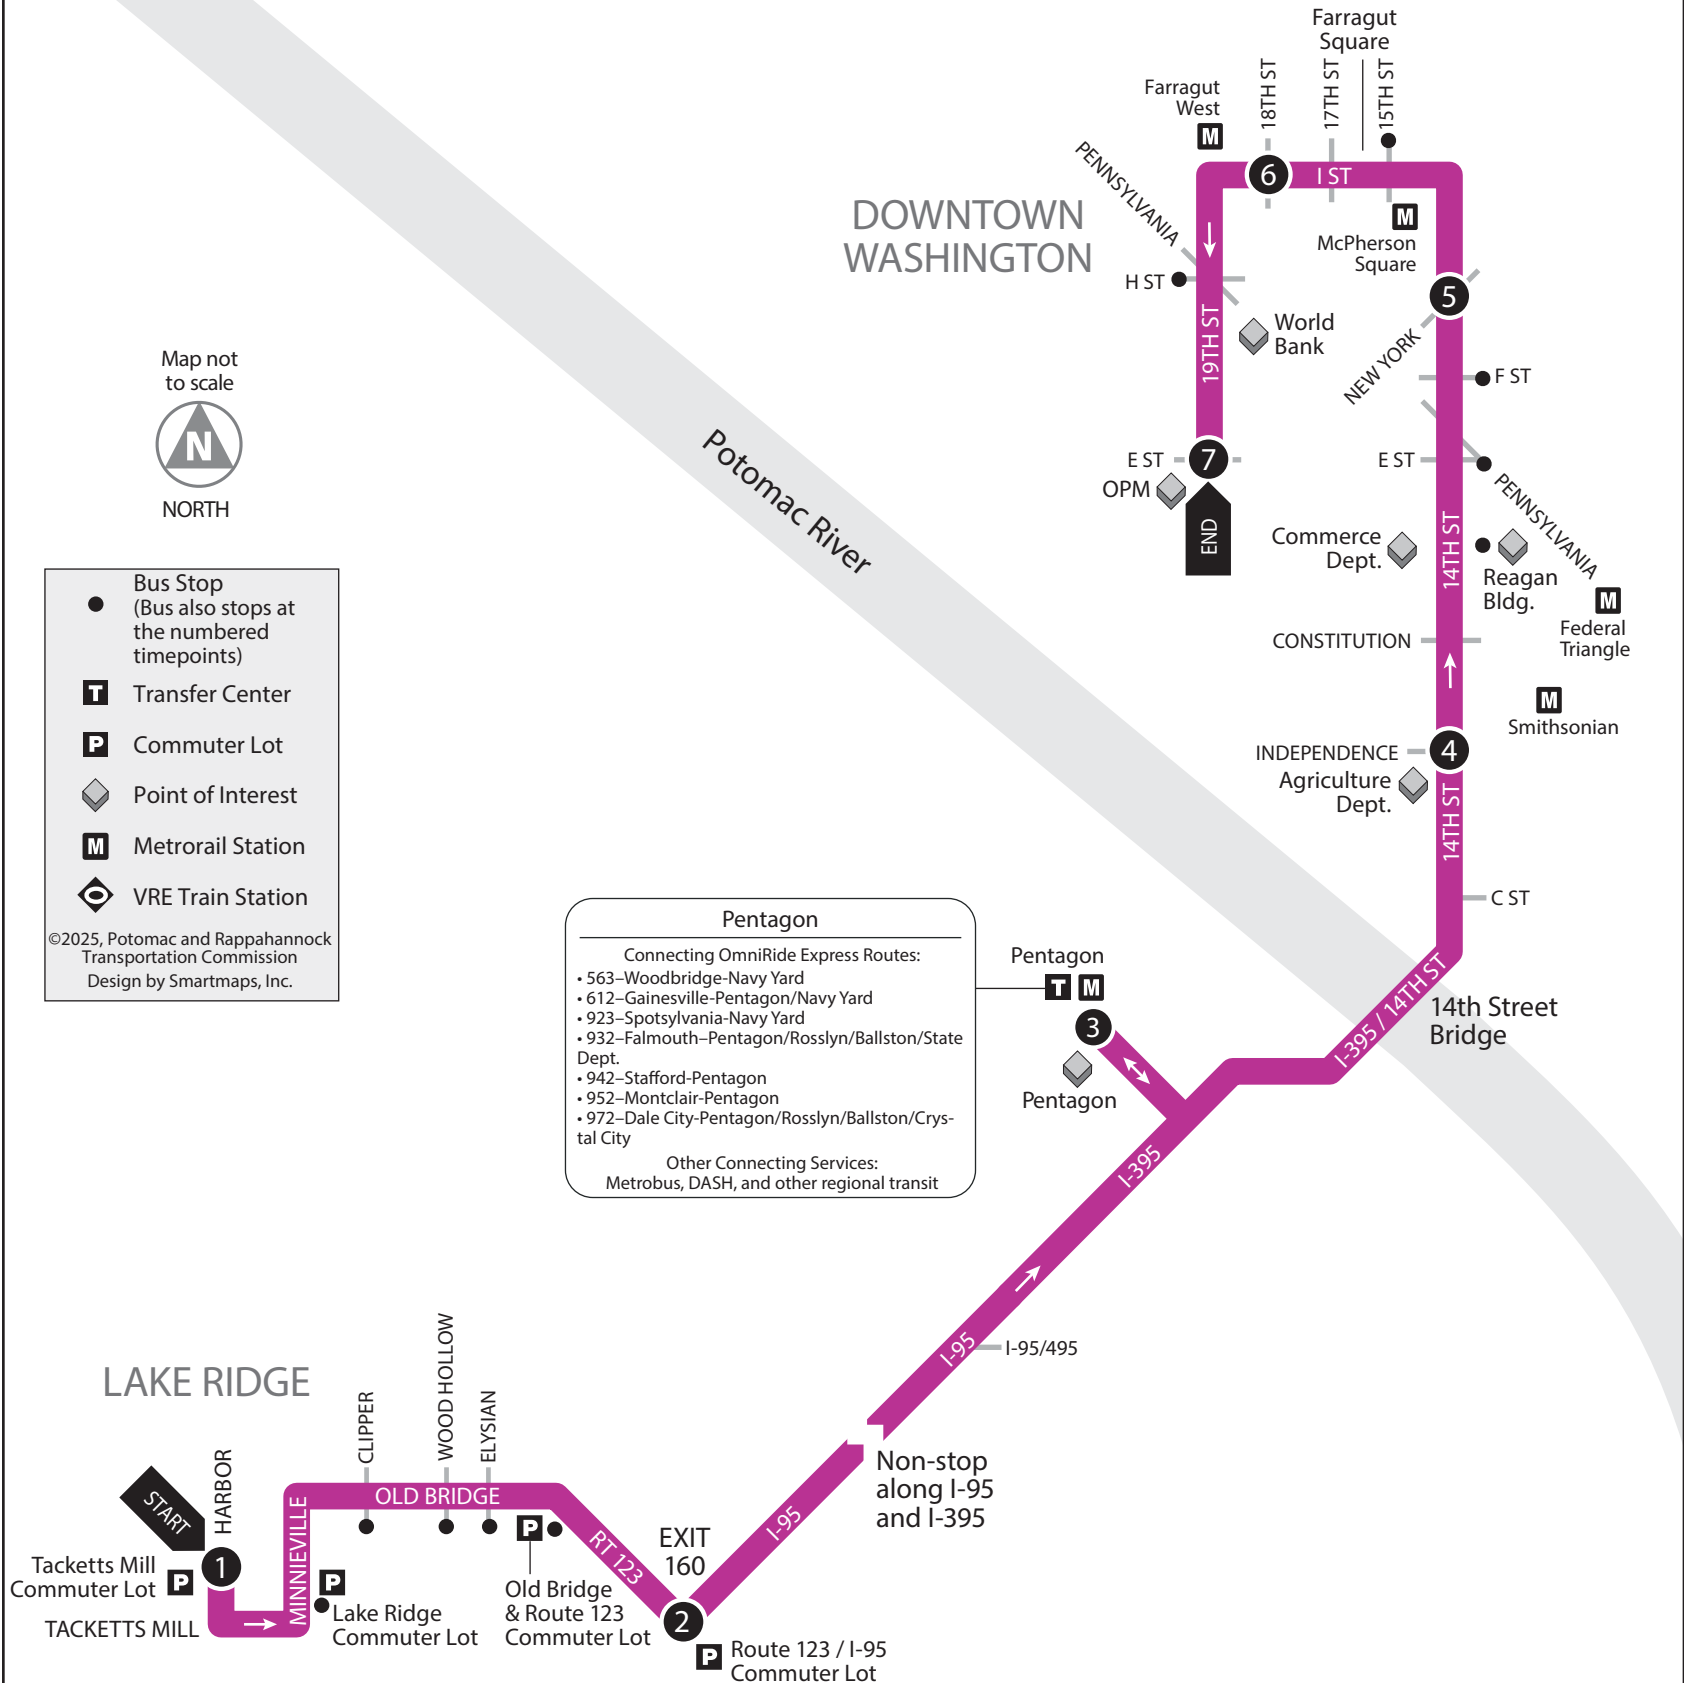 Farragut
Square
Farragut
West
M
18TH ST
17TH ST
15TH ST
6
I ST
PENNSYLVANIA
DOWNTOWN
WASHINGTON
M
McPherson
Square
H ST
5
World
Bank
19TH ST
NEW YORK
F ST
Map not
to scale
N
NORTH
Potomac River
E ST
7
OPM
END
E ST
PENNSYLVANIA
Commerce
Dept.
14TH ST
Reagan
Bldg.
M
Federal
Triangle
CONSTITUTION
M
Smithsonian
INDEPENDENCE
4
Agriculture
Dept.
14TH ST
C ST
Bus Stop
(Bus also stops at
the numbered
timepoints)
T Transfer Center
P Commuter Lot
Point of Interest
M Metrorail Station
VRE Train Station
©2025, Potomac and Rappahannock
Transportation Commission
Design by Smartmaps, Inc.
Pentagon
Connecting OmniRide Express Routes:
• 563–Woodbridge-Navy Yard
• 612–Gainesville-Pentagon/Navy Yard
• 923–Spotsylvania-Navy Yard
• 932–Falmouth–Pentagon/Rosslyn/Ballston/State
Dept.
• 942–Stafford-Pentagon
• 952–Montclair-Pentagon
• 972–Dale City-Pentagon/Rosslyn/Ballston/Crys-
tal City
Other Connecting Services:
Metrobus, DASH, and other regional transit
Pentagon
T M
3
Pentagon
I-395 / 14TH ST
14th Street
Bridge
I-395
I-95
I-95/495
Non-stop
along I-95
and I-395
I-95
LAKE RIDGE
START
HARBOR
CLIPPER
WOOD HOLLOW
ELYSIAN
OLD BRIDGE
MINNIEVILLE
Tacketts Mill
Commuter Lot
P
1
TACKETTS MILL
P
Lake Ridge
Commuter Lot
P
Old Bridge
& Route 123
Commuter Lot
RT 123
EXIT
160
2
P
Route 123 / I-95
Commuter Lot